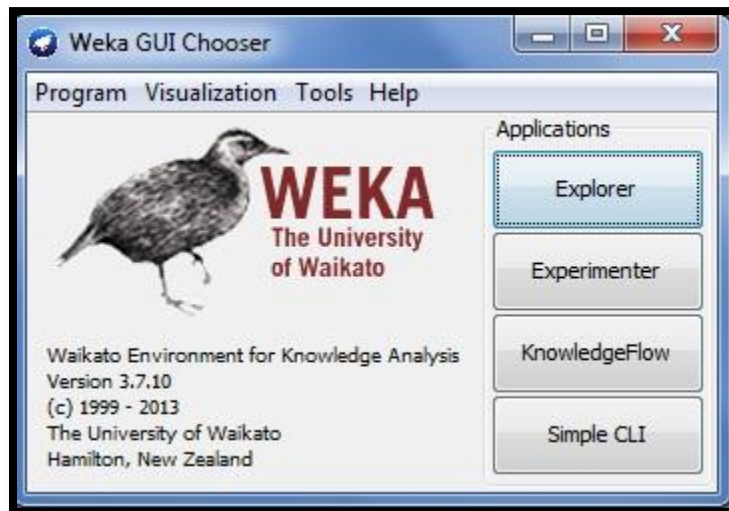 Weka GUI Chooser
Program Visualization Tools Help
WEKA
The University
of Waikato
Waikato Environment for Knowledge Analysis
Version 3.7.10
(c) 1999 - 2013
The University of Waikato
Hamilton, New Zealand
Applications
Explorer
Experimenter
KnowledgeFlow
Simple CLI